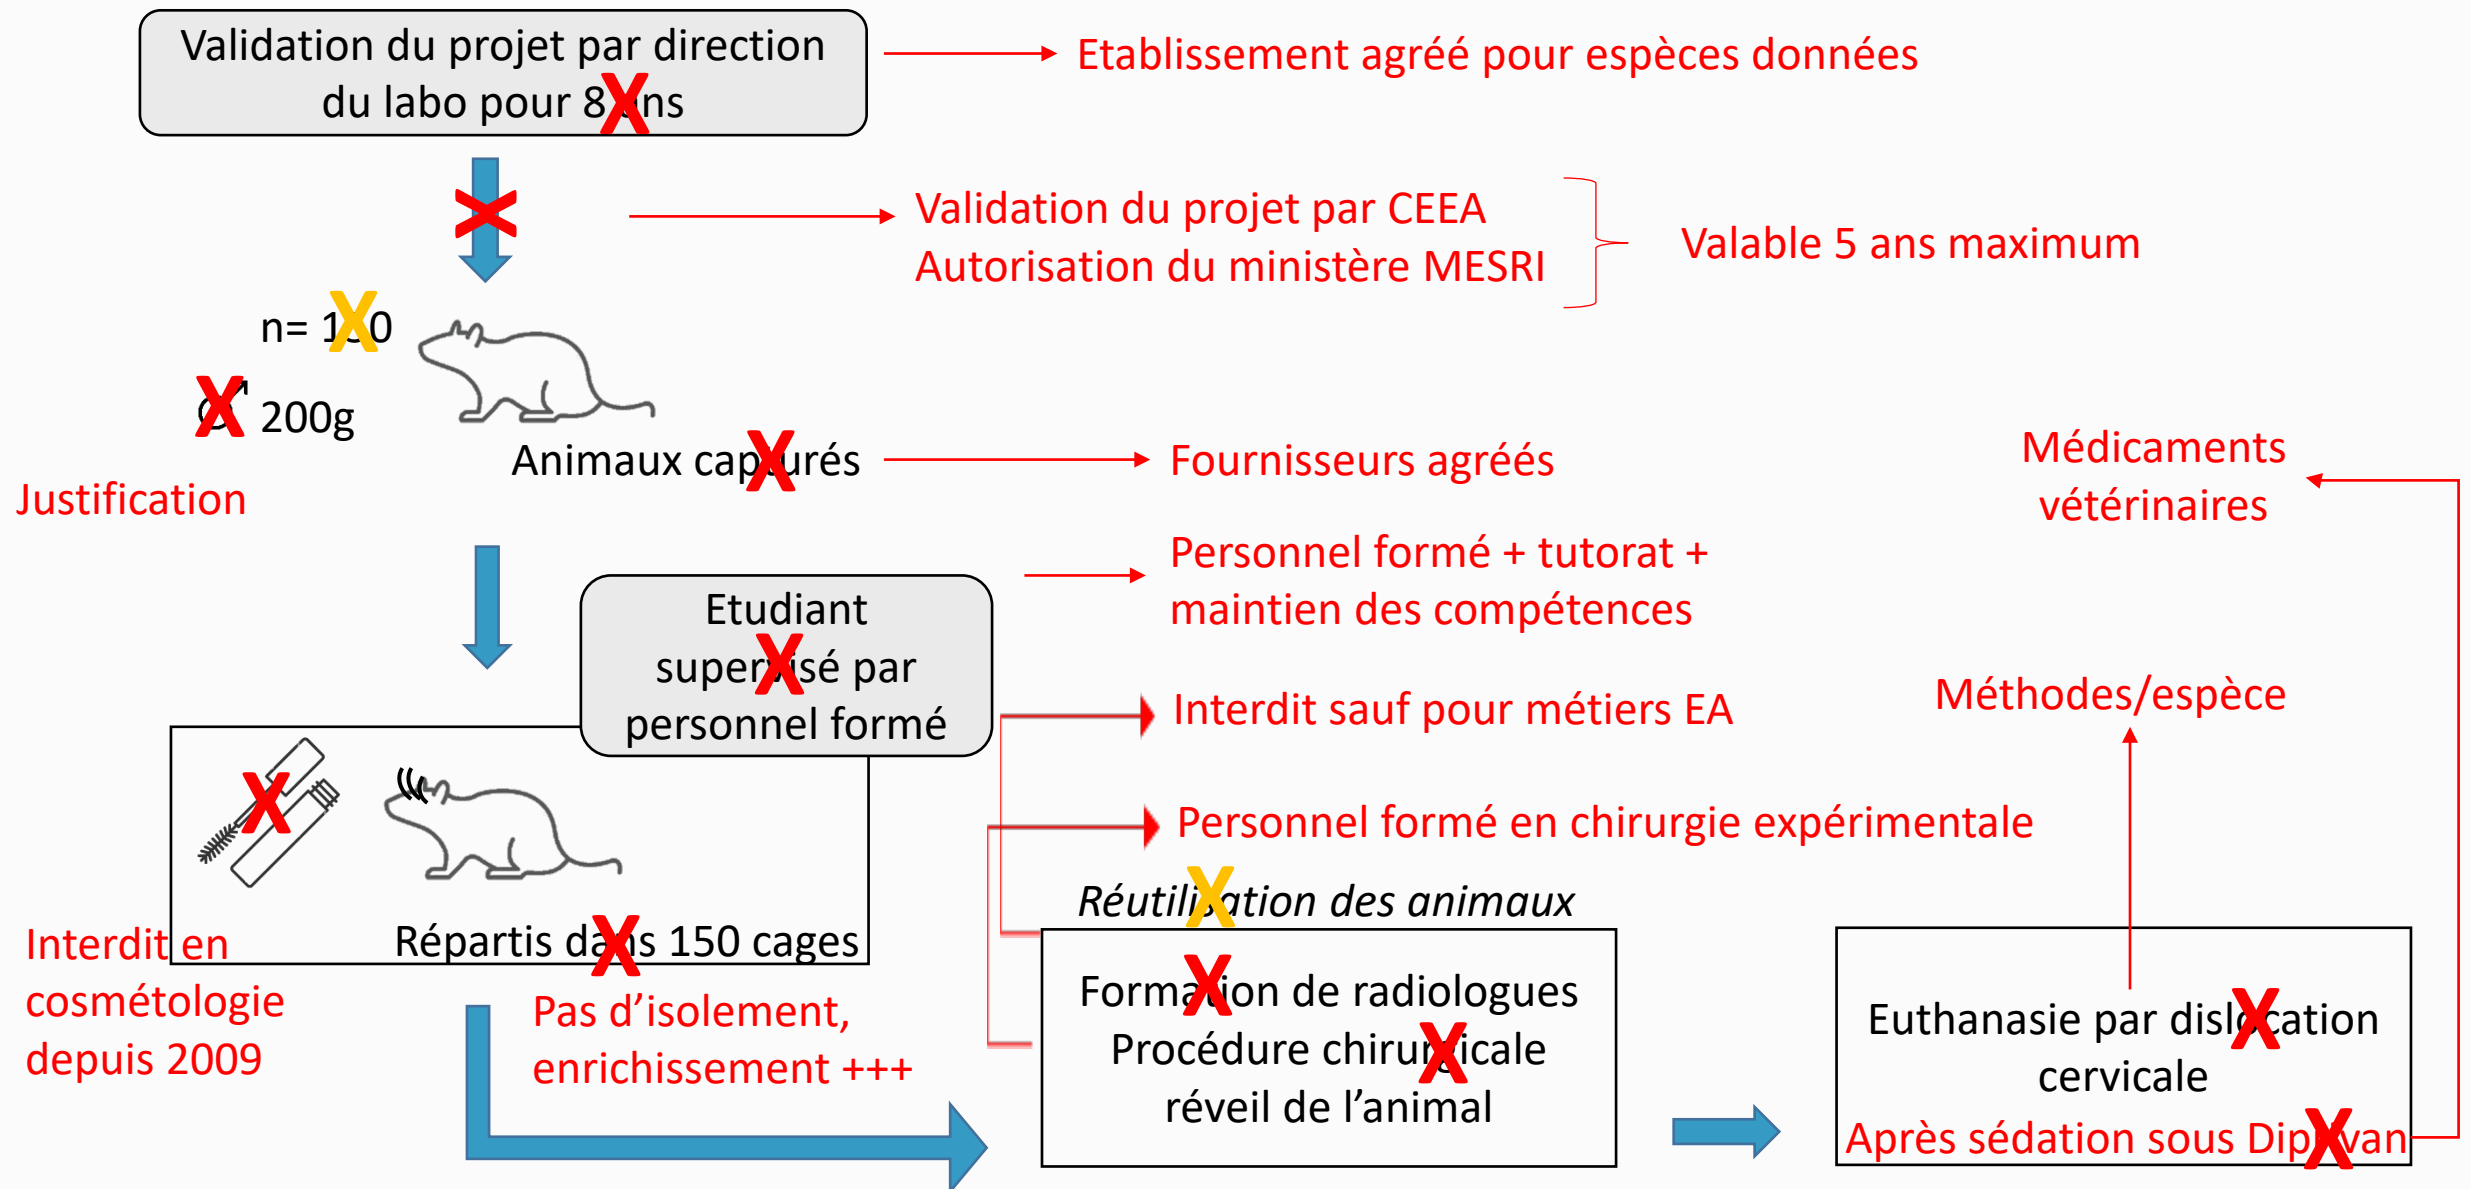 Validation du projet par direction
du labo pour 8 ans
Etablissement agréé pour espèces données
Validation du projet par CEEA
Autorisation du ministère MESRI
Valable 5 ans maximum
n= 150
200g
Animaux capturés
Fournisseurs agréés
Justification
Médicaments
vétérinaires
Personnel formé + tutorat +
maintien des compétences
Etudiant
supervisé par
personnel formé
Interdit sauf pour métiers EA
Méthodes/espèce
Personnel formé en chirurgie expérimentale
Réutilisation des animaux
Répartis dans 150 cages
Interdit en
cosmétologie
depuis 2009
Pas d’isolement,
enrichissement +++
Formation de radiologues
Procédure chirurgicale
réveil de l’animal
Euthanasie par dislocation
cervicale
Après sédation sous Diprivan